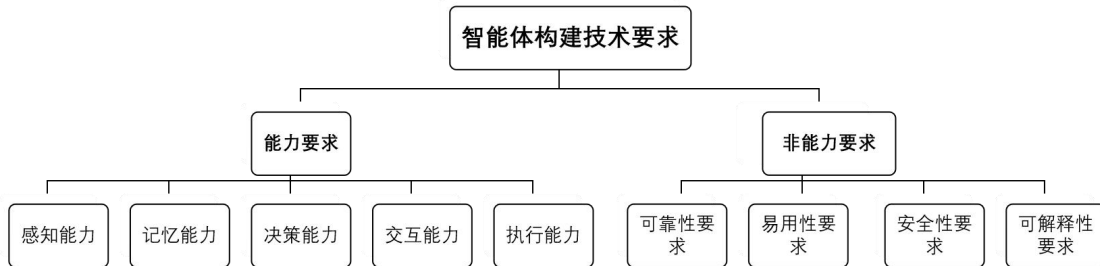 智能体构建技术要求
能力要求
非能力要求
感知能力
记忆能力
决策能力
交互能力
执行能力
可靠性要
求
易用性要
求
安全性要
求
可解释性
要求